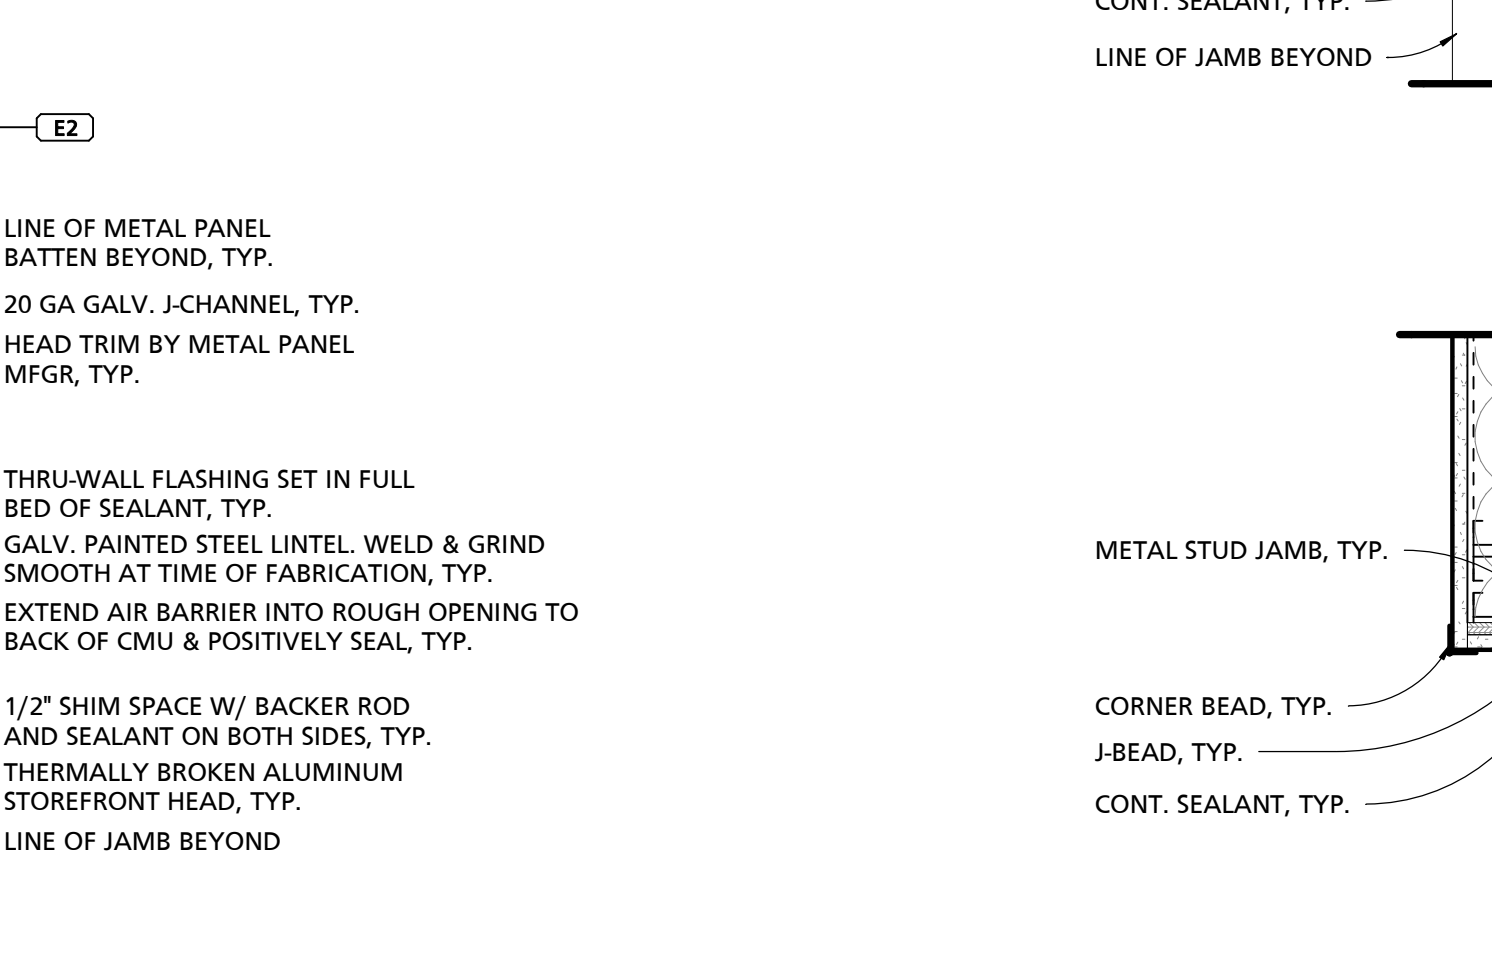 CONT. SEALANT, TYP.
LINE OF JAMB BEYOND
E2
LINE OF METAL PANEL
BATTEN BEYOND, TYP.
20 GA GALV. J-CHANNEL, TYP.
HEAD TRIM BY METAL PANEL
MFGR, TYP.
THRU-WALL FLASHING SET IN FULL
BED OF SEALANT, TYP.
GALV. PAINTED STEEL LINTEL. WELD & GRIND
SMOOTH AT TIME OF FABRICATION, TYP.
EXTEND AIR BARRIER INTO ROUGH OPENING TO
BACK OF CMU & POSITIVELY SEAL, TYP.
1/2" SHIM SPACE W/ BACKER ROD
AND SEALANT ON BOTH SIDES, TYP.
THERMALLY BROKEN ALUMINUM
STOREFRONT HEAD, TYP.
LINE OF JAMB BEYOND
METAL STUD JAMB, TYP.
CORNER BEAD, TYP.
J-BEAD, TYP.
CONT. SEALANT, TYP.